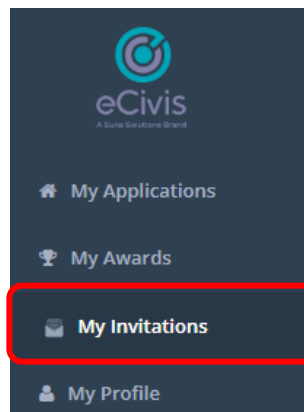 eCivis
A Euna Solutions Brand
My Applications
My Awards
My Invitations
My Profile